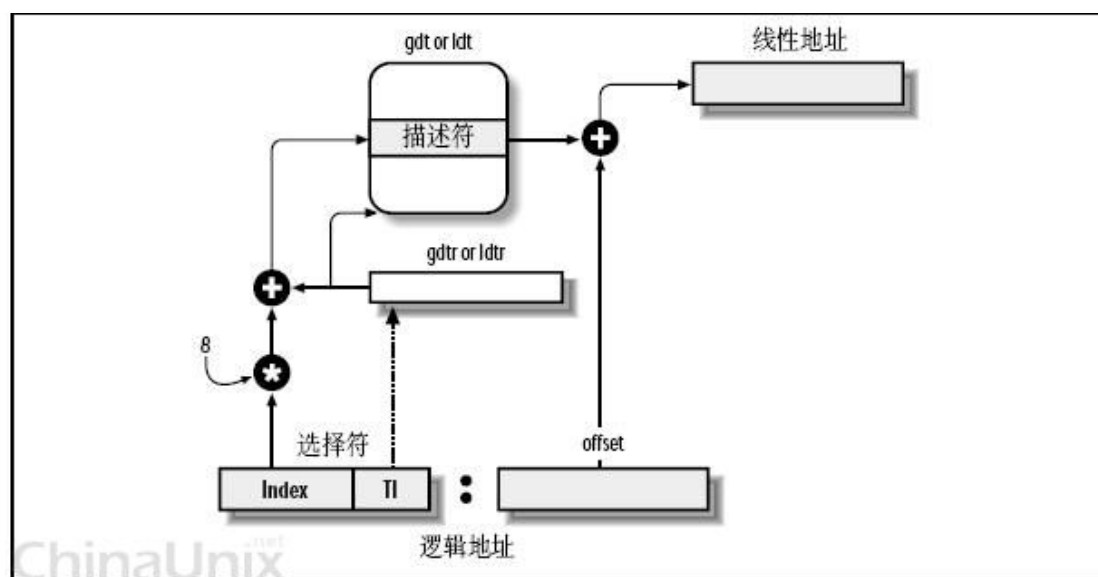 gdt or ldt
线性地址
描述符
gdtr or ldtr
8
选择符
offset
Index
TI
:
逻辑地址
ChinaUnix.net